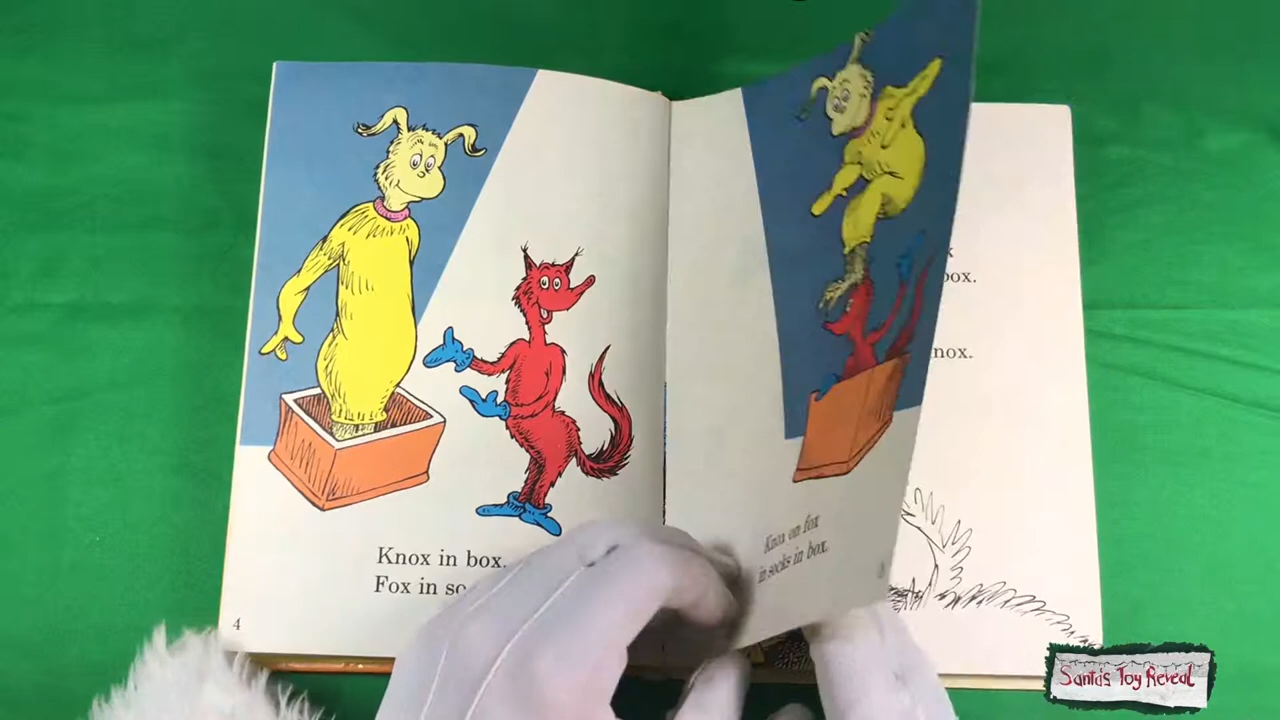 Knox in box.
Fox in so
4
Knox on fox
in socks in box.
box.
nox.
Santa's Toy Reveal